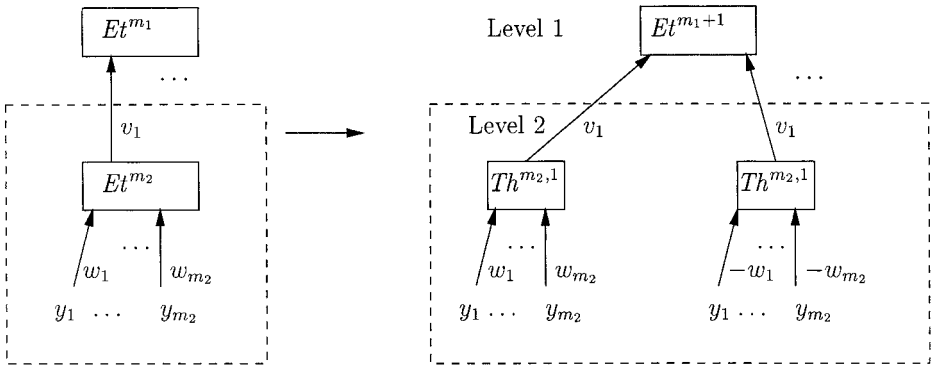 Et^{m_1} Level 1 Et^{m_1+1}
... ...
v_1 Level 2 v_1 v_1
Et^{m_2} Th^{m_2,1} Th^{m_2,1}
... ... ...
w_1 w_{m_2} w_1 w_{m_2} -w_1 -w_{m_2}
y_1 ... y_{m_2} y_1 ... y_{m_2} y_1 ... y_{m_2}